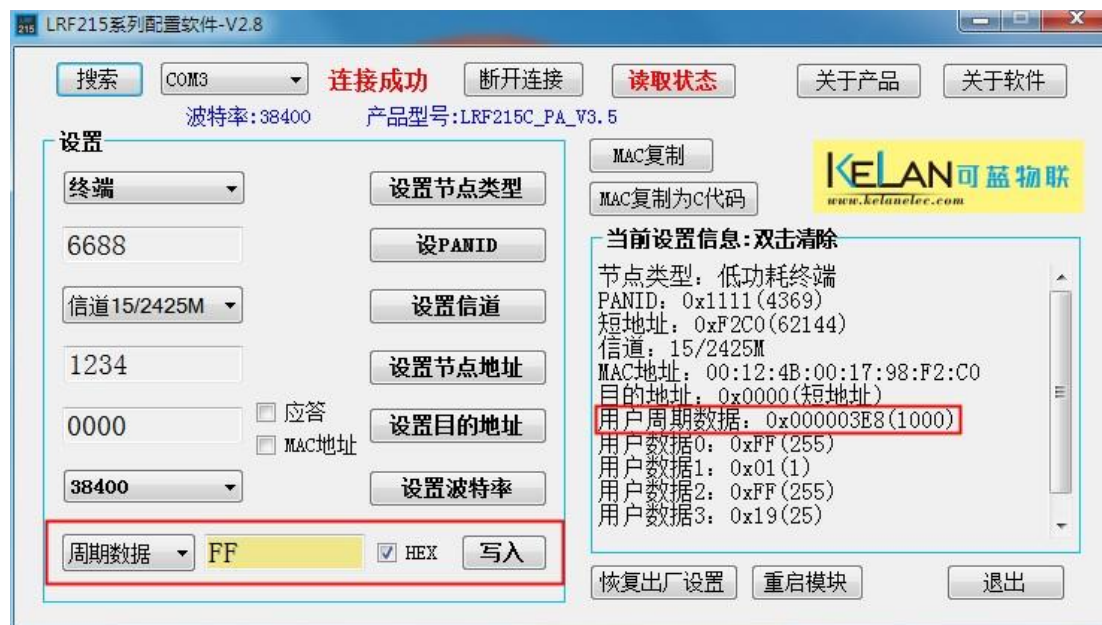 215 LRF215系列配置软件-V2.8
搜索 COM3 连接成功 断开连接 读取状态 关于产品 关于软件
波特率:38400 产品型号:LRF215C_PA_V3.5
设置
终端 设置节点类型
6688 设PANID
信道15/2425M 设置信道
1234 设置节点地址
0000 应答 MAC地址 设置目的地址
38400 设置波特率
周期数据 FF HEX 写入
MAC复制
MAC复制为C代码
KELAN可蓝物联
www.kelanelec.com
当前设置信息:双击清除
节点类型: 低功耗终端
PANID: 0x1111(4369)
短地址: 0xF2C0(62144)
信道: 15/2425M
MAC地址: 00:12:4B:00:17:98:F2:C0
目的地址: 0x0000(短地址)
用户周期数据: 0x000003E8(1000)
用户数据0: 0xFF(255)
用户数据1: 0x01(1)
用户数据2: 0xFF(255)
用户数据3: 0x19(25)
恢复出厂设置 重启模块 退出